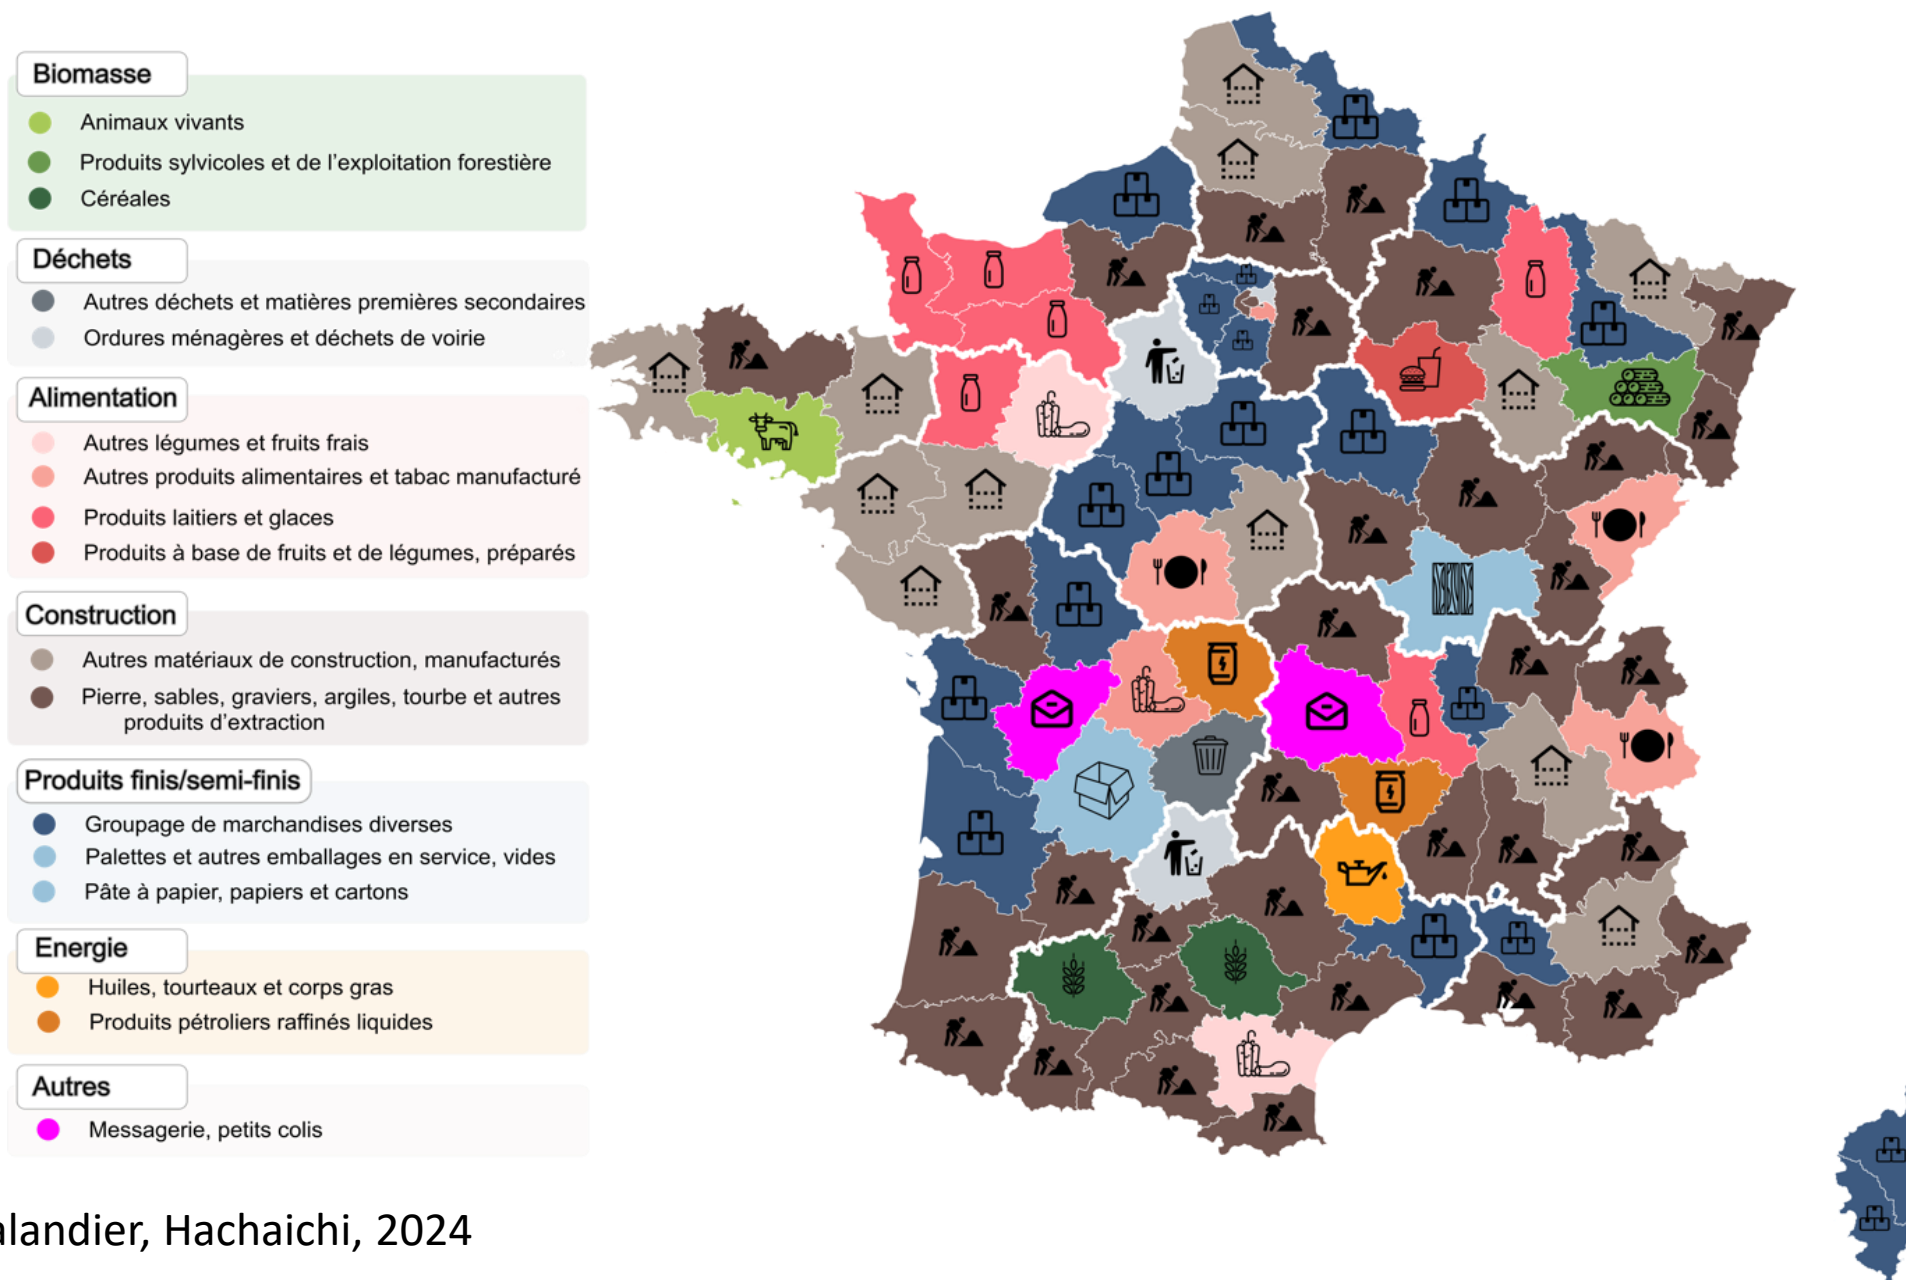 Biomasse
Animaux vivants
Produits sylvicoles et de l'exploitation forestière
Céréales
Déchets
Autres déchets et matières premières secondaires
Ordures ménagères et déchets de voirie
Alimentation
Autres légumes et fruits frais
Autres produits alimentaires et tabac manufacturé
Produits laitiers et glaces
Produits à base de fruits et de légumes, préparés
Construction
Autres matériaux de construction, manufacturés
Pierre, sables, graviers, argiles, tourbe et autres
produits d'extraction
Produits finis/semi-finis
Groupage de marchandises diverses
Palettes et autres emballages en service, vides
Pâte à papier, papiers et cartons
Energie
Huiles, tourteaux et corps gras
Produits pétroliers raffinés liquides
Autres
Messagerie, petits colis
alandier, Hachaichi, 2024